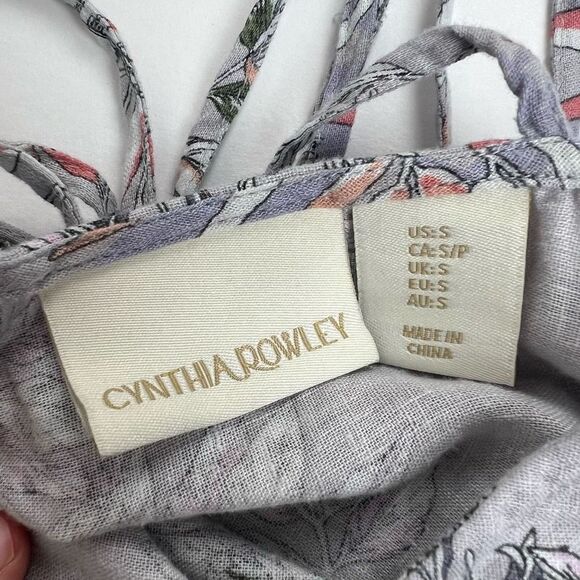 CYNTHIA ROWLEY
US: S
CA: S/P
UK: S
EU: S
AU: S
MADE IN
CHINA